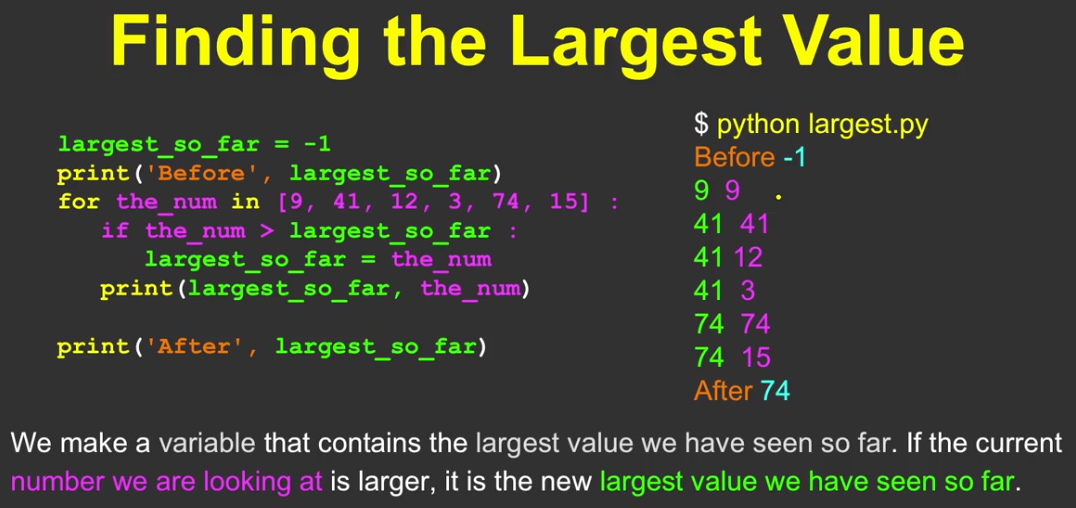 Finding the Largest Value
largest_so_far = -1
print('Before', largest_so_far)
for the_num in [9, 41, 12, 3, 74, 15] :
   if the_num > largest_so_far :
      largest_so_far = the_num
   print(largest_so_far, the_num)
print('After', largest_so_far)
$ python largest.py
Before -1
9 9
41 41
41 12
41 3
74 74
74 15
After 74
We make a variable that contains the largest value we have seen so far. If the current
number we are looking at is larger, it is the new largest value we have seen so far.